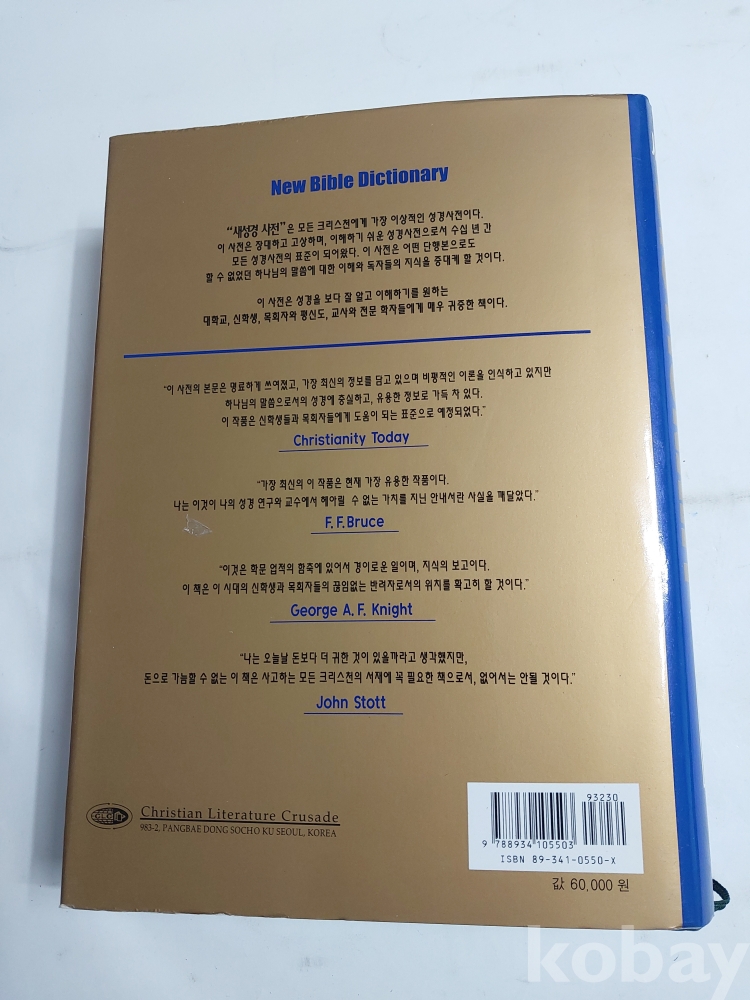 New Bible Dictionary
“새성경 사전”은 모든 크리스천에게 가장 이상적인 성경사전이다.
이 사전은 장대하고 고상하며, 이해하기 쉬운 성경사전으로서 수십 년 간
모든 성경사전의 표준이 되어왔다. 이 사전은 어떤 단행본으로도
할 수 없었던 하나님의 말씀에 대한 이해와 독자들의 지식을 증대케 할 것이다.
이 사전은 성경을 보다 잘 알고 이해하기를 원하는
대학교, 신학생, 목회자와 평신도, 교사와 전문 학자들에게 매우 귀중한 책이다.
“이 사전의 본문은 명료하게 쓰여졌고, 가장 최신의 정보를 담고 있으며 비평적인 이론을 인식하고 있지만
하나님의 말씀으로서의 성경에 충실하고, 유용한 정보로 가득 차 있다.
이 작품은 신학생들과 목회자들에게 도움이 되는 표준으로 예정되었다.”
Christianity Today
“가장 최신의 이 작품은 현재 가장 유용한 작품이다.
나는 이것이 나의 성경 연구와 교수에서 헤아릴 수 없는 가치를 지닌 안내서란 사실을 깨달았다.”
F.F.Bruce
“이것은 학문 업적의 함축에 있어서 경이로운 일이며, 지식의 보고이다.
이 책은 이 시대의 신학생과 목회자들의 끊임없는 반려자로서의 위치를 확고히 할 것이다.”
George A.F. Knight
“나는 오늘날 돈보다 더 귀한 것이 있을까라고 생각했지만,
돈으로 가늠할 수 없는 이 책은 사고하는 모든 크리스천의 서재에 꼭 필요한 책으로서, 없어서는 안될 것이다.”
John Stott
CLC
Christian Literature Crusade
983-2, PANGBAE DONG SOCHO KU SEOUL, KOREA
93230
9 788934 105503
ISBN 89-341-0550-X
값 60,000 원
kobay